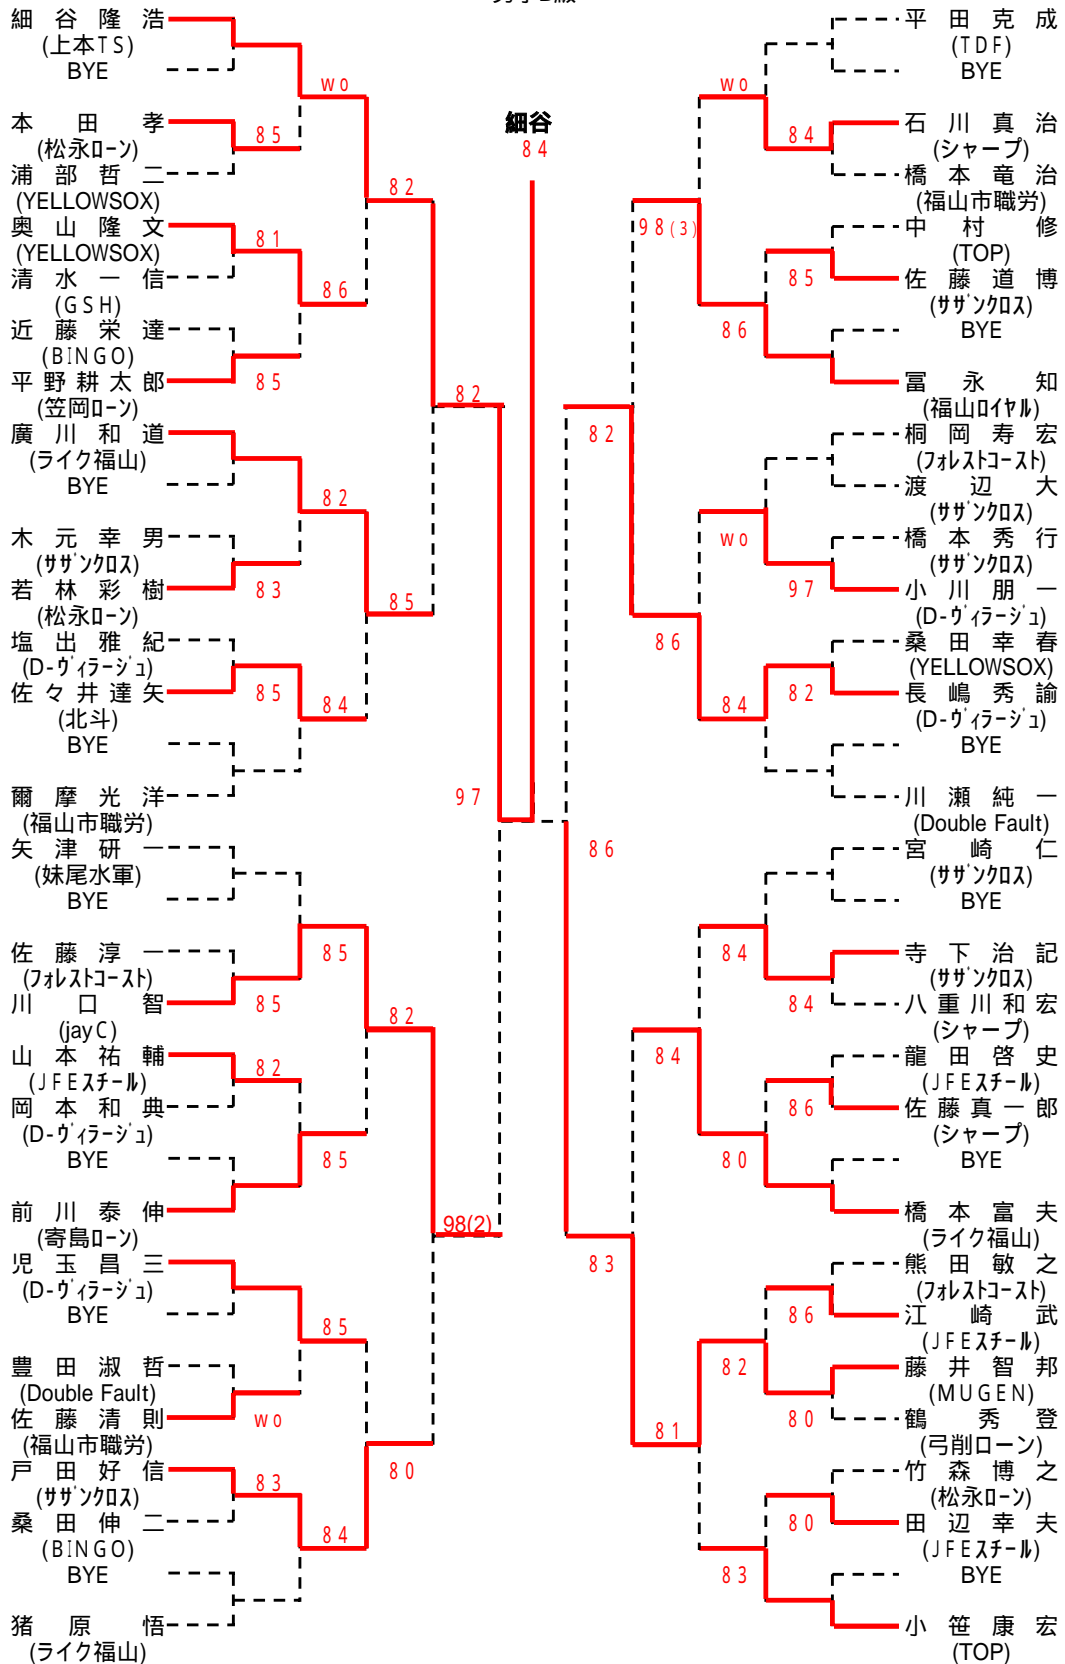 細谷隆浩
(上本TS)
BYE
wo
本田孝
85
(松永ローン)
浦部哲二
(YELLOWSOX)
82
奥山隆文
81
(YELLOWSOX)
清水一信
86
(GSH)
近藤栄達
(BINGO)
平野耕太郎
85
(笠岡ローン)
82
廣川和道
(ライク福山)
BYE
82
木元幸男
(サザンクロス)
若林彩樹
83
(松永ローン)
85
塩出雅紀
(D-ヴィラージュ)
佐々井達矢
85
(北斗)
84
BYE
爾摩光洋
(福山市職労)
97
矢津研一
(妹尾水軍)
BYE
佐藤淳一
85
(フォレストコースト)
川口智
85
(jayC)
82
山本祐輔
82
(JFEスチール)
岡本和典
(D-ヴィラージュ)
BYE
85
前川泰伸
(寄島ローン)
98(2)
児玉昌三
(D-ヴィラージュ)
BYE
85
豊田淑哲
(Double Fault)
佐藤清則
wo
(福山市職労)
戸田好信
80
(サザンクロス)
83
桑田伸二
84
(BINGO)
BYE
猪原悟
(ライク福山)
細谷
84
平田克成
(TDF)
BYE
wo
石川真治
84
(シャープ)
橋本竜治
(福山市職労)
98(3)
中村修
(TOP)
85
佐藤道博
(サザンクロス)
86
BYE
冨永知
(福山ロイヤル)
82
桐岡寿宏
(フォレストコースト)
渡辺大
(サザンクロス)
wo
橋本秀行
(サザンクロス)
97
小川朋一
(D-ヴィラージュ)
86
桑田幸春
(YELLOWSOX)
82
長嶋秀諭
84
(D-ヴィラージュ)
BYE
川瀬純一
(Double Fault)
86
宮崎仁
(サザンクロス)
BYE
84
寺下治記
(サザンクロス)
84
八重川和宏
(シャープ)
84
龍田啓史
(JFEスチール)
86
佐藤真一郎
(シャープ)
80
BYE
橋本富夫
(ライク福山)
83
熊田敏之
(フォレストコースト)
86
江崎武
(JFEスチール)
82
藤井智邦
(MUGEN)
80
鶴秀登
(弓削ローン)
81
竹森博之
(松永ローン)
80
田辺幸夫
(JFEスチール)
83
BYE
小笹康宏
(TOP)